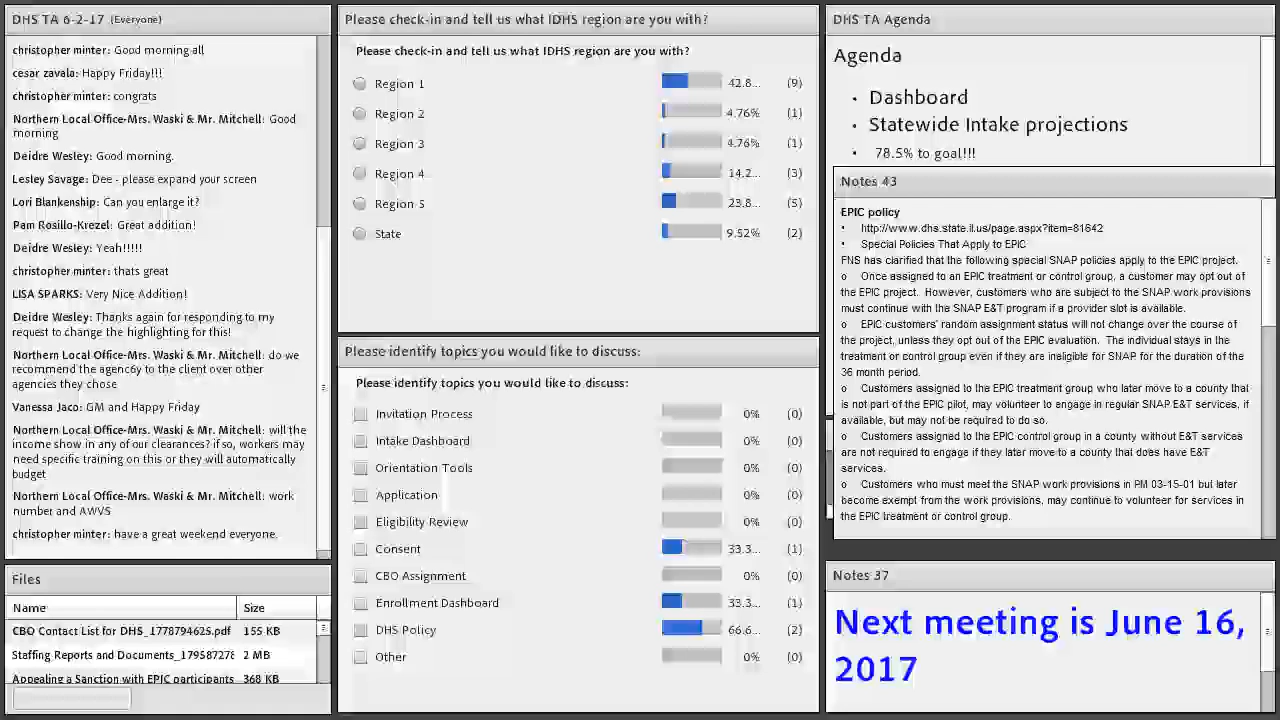 DHS TA 6-2-17 (Everyone)
christopher minter: Good morning all
cesar zavala: Happy Friday!!!
christopher minter: congrats
Northern Local Office-Mrs. Waski & Mr. Mitchell: Good
morning
Deidre Wesley: Good morning.
Lesley Savage: Dee - please expand your screen
Lori Blankenship: Can you enlarge it?
Pam Rosillo-Krezel: Great addition!
Deidre Wesley: Yeah!!!!!
christopher minter: thats great
LISA SPARKS: Very Nice Addition!
Deidre Wesley: Thanks again for responding to my
request to change the highlighting for this!
Northern Local Office-Mrs. Waski & Mr. Mitchell: do we
recommend the agenc6y to the client over other
agencies they chose
Vanessa Jaco: GM and Happy Friday
Northern Local Office-Mrs. Waski & Mr. Mitchell: will the
income show in any of our clearances? if so, workers may
need specific training on this or they will automatically
budget
Northern Local Office-Mrs. Waski & Mr. Mitchell: work
number and AWVS
christopher minter: have a great weekend everyone.
Files
Name Size
CBO Contact List for DHS_1778794625.pdf 155 KB
Staffing Reports and Documents_179587276 2 MB
Appealing a Sanction with EPIC participants 368 KB
Please check-in and tell us what IDHS region are you with?
Please check-in and tell us what IDHS region are you with?
Region 1 42.8... (9)
Region 2 4.76% (1)
Region 3 4.76% (1)
Region 4 14.2... (3)
Region 5 23.8... (5)
State 9.52% (2)
Please identify topics you would like to discuss:
Please identify topics you would like to discuss:
Invitation Process 0% (0)
Intake Dashboard 0% (0)
Orientation Tools 0% (0)
Application 0% (0)
Eligibility Review 0% (0)
Consent 33.3... (1)
CBO Assignment 0% (0)
Enrollment Dashboard 33.3... (1)
DHS Policy 66.6... (2)
Other 0% (0)
DHS TA Agenda
Agenda
• Dashboard
• Statewide Intake projections
• 78.5% to goal!!!
Notes 43
EPIC policy
• http://www.dhs.state.il.us/page.aspx?item=81642
• Special Policies That Apply to EPIC
FNS has clarified that the following special SNAP policies apply to the EPIC project.
o Once assigned to an EPIC treatment or control group, a customer may opt out of
the EPIC project. However, customers who are subject to the SNAP work provisions
must continue with the SNAP E&T program if a provider slot is available.
o EPIC customers' random assignment status will not change over the course of
the project, unless they opt out of the EPIC evaluation. The individual stays in the
treatment or control group even if they are ineligible for SNAP for the duration of the
36 month period.
o Customers assigned to the EPIC treatment group who later move to a county that
is not part of the EPIC pilot, may volunteer to engage in regular SNAP E&T services, if
available, but may not be required to do so.
o Customers assigned to the EPIC control group in a county without E&T services
are not required to engage if they later move to a county that does have E&T
services.
o Customers who must meet the SNAP work provisions in PM 03-15-01 but later
become exempt from the work provisions, may continue to volunteer for services in
the EPIC treatment or control group.
Notes 37
Next meeting is June 16,
2017